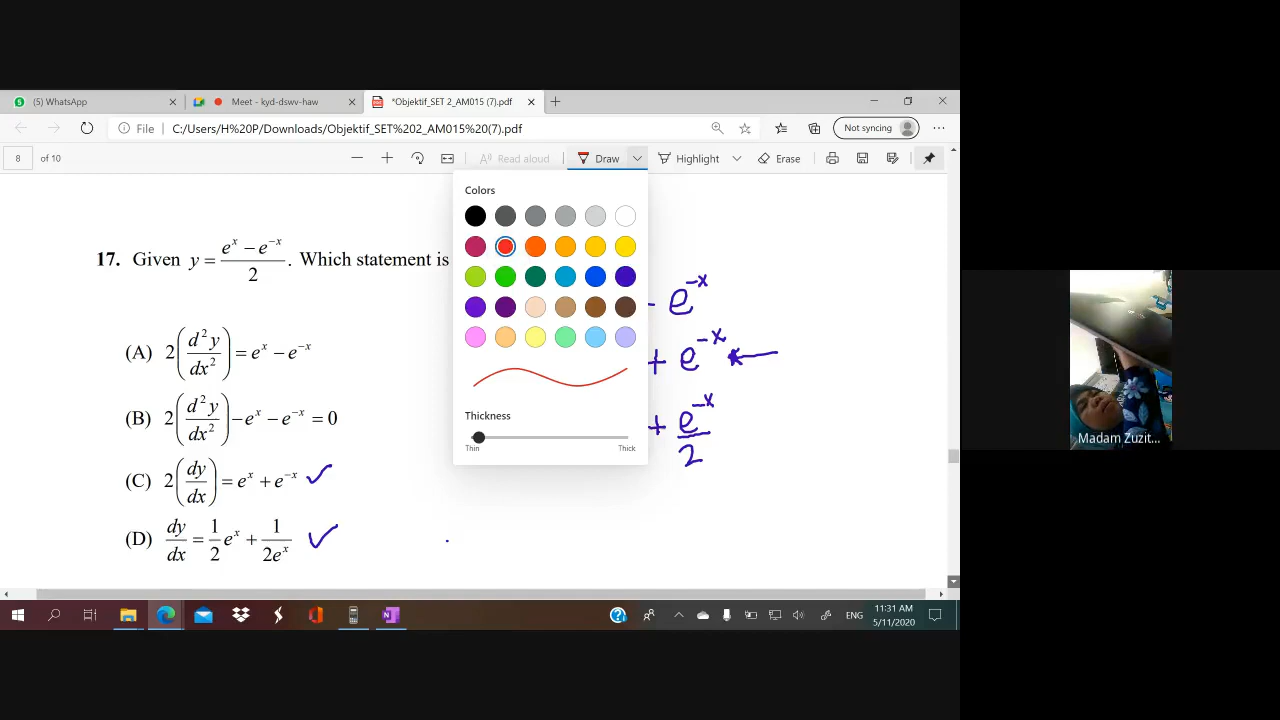 (5) WhatsApp
Meet - kyd-dswv-haw
*Objektif_SET 2_AM015 (7).pdf
File C:/Users/H%20P/Downloads/Objektif_SET%202_AM015%20(7).pdf
Not syncing
8 of 10
Read aloud
Draw
Highlight
Erase
Colors
Thickness
Thin Thick
17. Given y = (e^x − e^−x)/2. Which statement is
(A) 2(d²y/dx²) = e^x − e^−x
(B) 2(d²y/dx²) − e^x − e^−x = 0
(C) 2(dy/dx) = e^x + e^−x ✓
(D) dy/dx = 1/2 e^x + 1/(2e^x) ✓
− e^−x
+ e^−x
+ e^−x/2
Madam Zuzit...
ENG
11:31 AM
5/11/2020